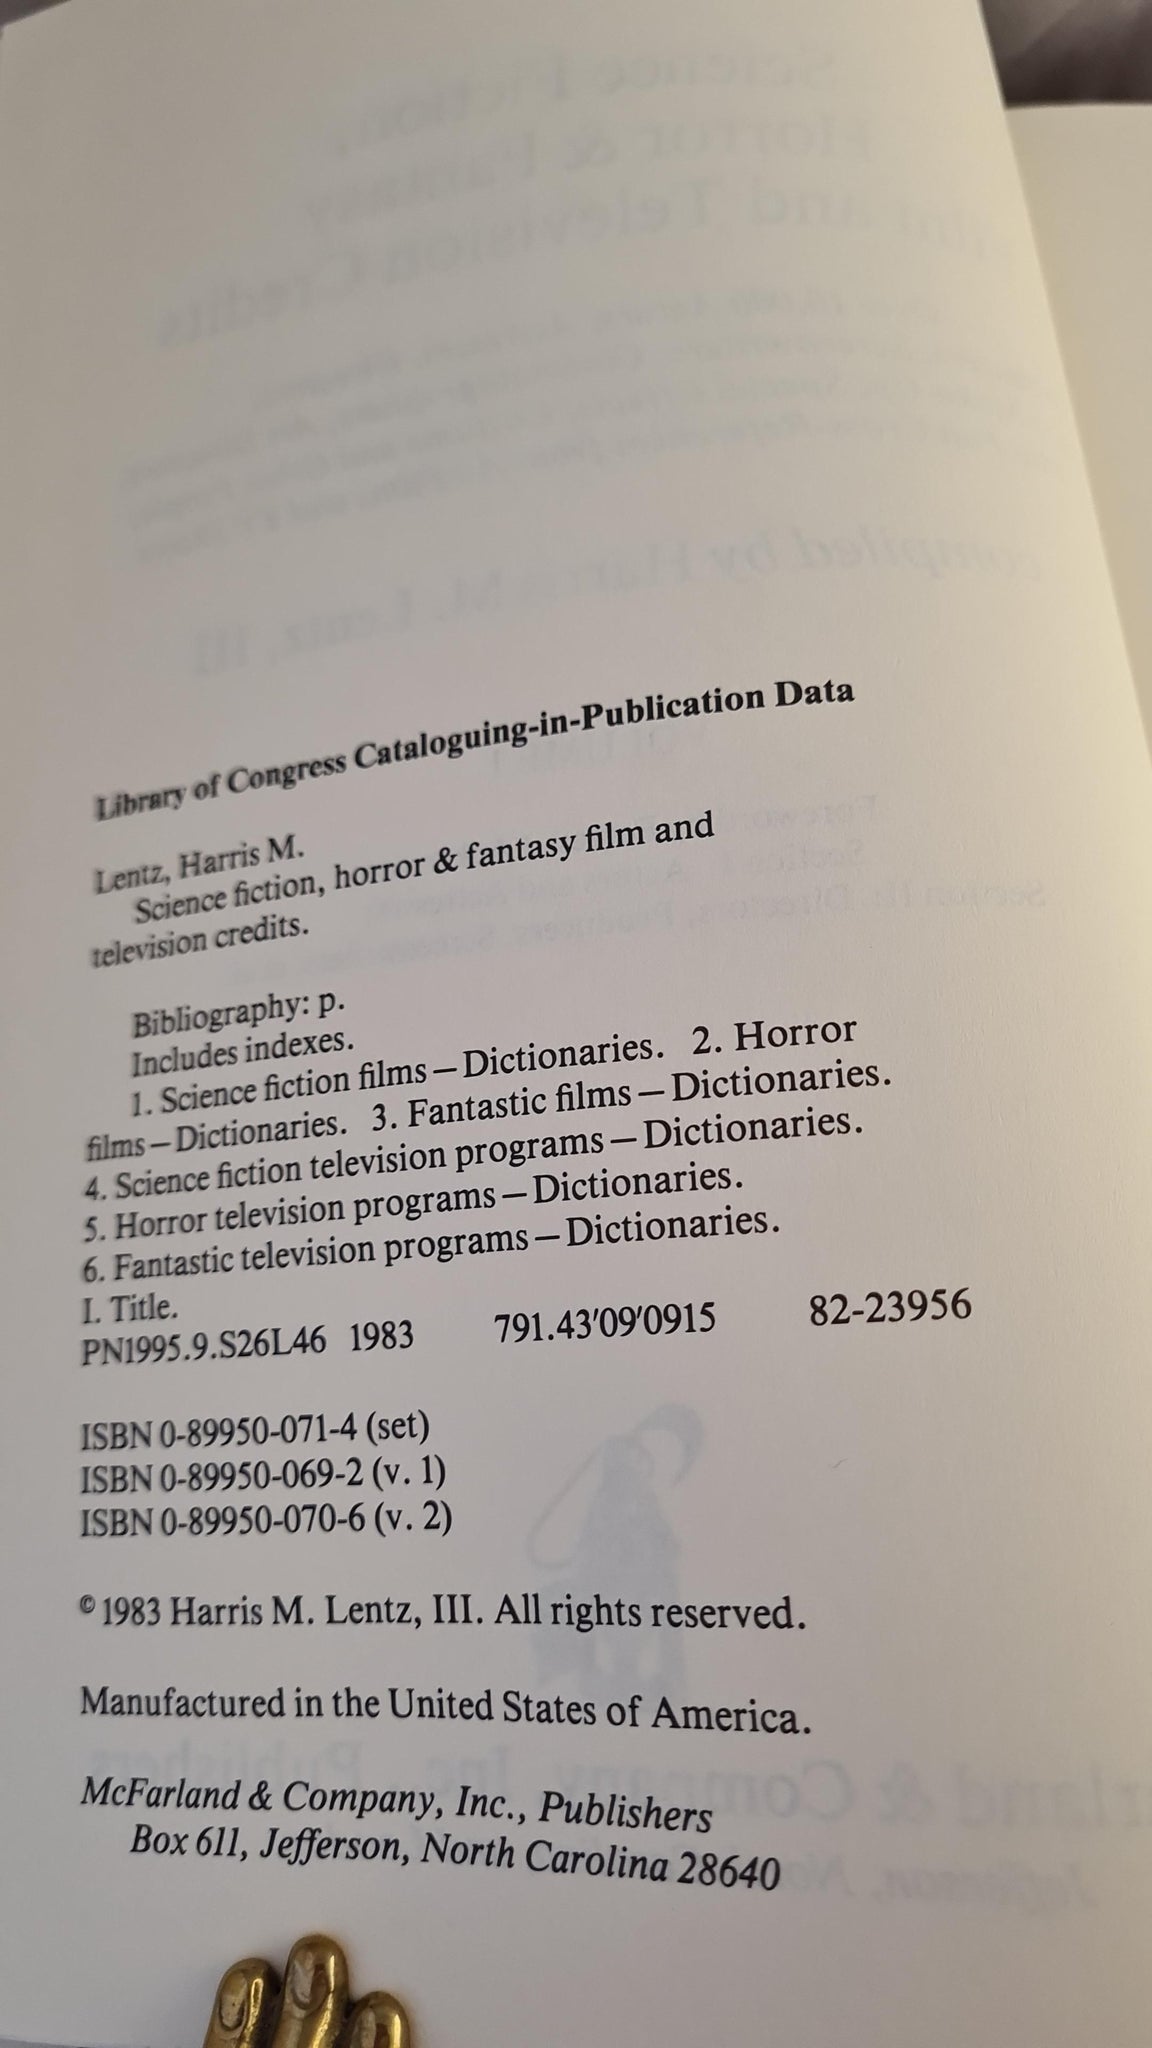 Library of Congress Cataloguing-in-Publication Data
Lentz, Harris M.
Science fiction, horror & fantasy film and
television credits.
Bibliography: p.
Includes indexes.
1. Science fiction films—Dictionaries. 2. Horror
films—Dictionaries. 3. Fantastic films—Dictionaries.
4. Science fiction television programs—Dictionaries.
5. Horror television programs—Dictionaries.
6. Fantastic television programs—Dictionaries.
I. Title.
PN1995.9.S26L46 1983 791.43′09′0915 82-23956
ISBN 0-89950-071-4 (set)
ISBN 0-89950-069-2 (v. 1)
ISBN 0-89950-070-6 (v. 2)
© 1983 Harris M. Lentz, III. All rights reserved.
Manufactured in the United States of America.
McFarland & Company, Inc., Publishers
Box 611, Jefferson, North Carolina 28640